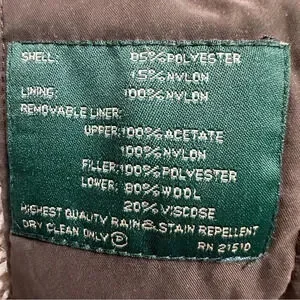 SHELL: 85% POLYESTER
15% NYLON
LINING: 100% NYLON
REMOVABLE LINER:
UPPER: 100% ACETATE
100% NYLON
FILLER: 100% POLYESTER
LOWER: 80% WOOL
20% VISCOSE
HIGHEST QUALITY RAIN & STAIN REPELLENT
DRY CLEAN ONLY Ⓟ
RN 21510